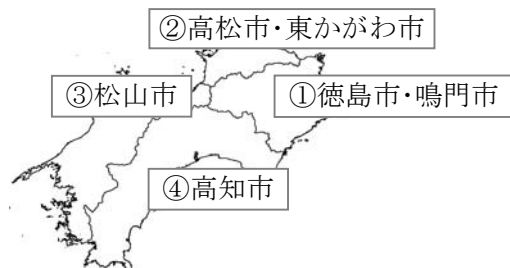 ②高松市・東かがわ市
③松山市
①徳島市・鳴門市
④高知市